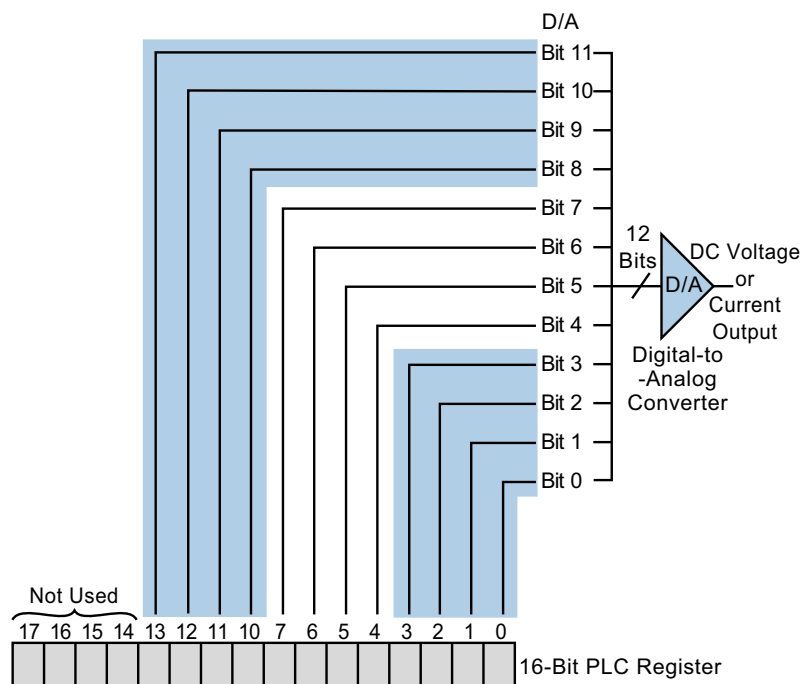 D/A
Bit 11
Bit 10
Bit 9
Bit 8
Bit 7
Bit 6
Bit 5
Bit 4
Bit 3
Bit 2
Bit 1
Bit 0
12
Bits
D/A
DC Voltage
or
Current
Output
Digital-to
-Analog
Converter
Not Used
17 16 15 14 13 12 11 10 7 6 5 4 3 2 1 0
16-Bit PLC Register